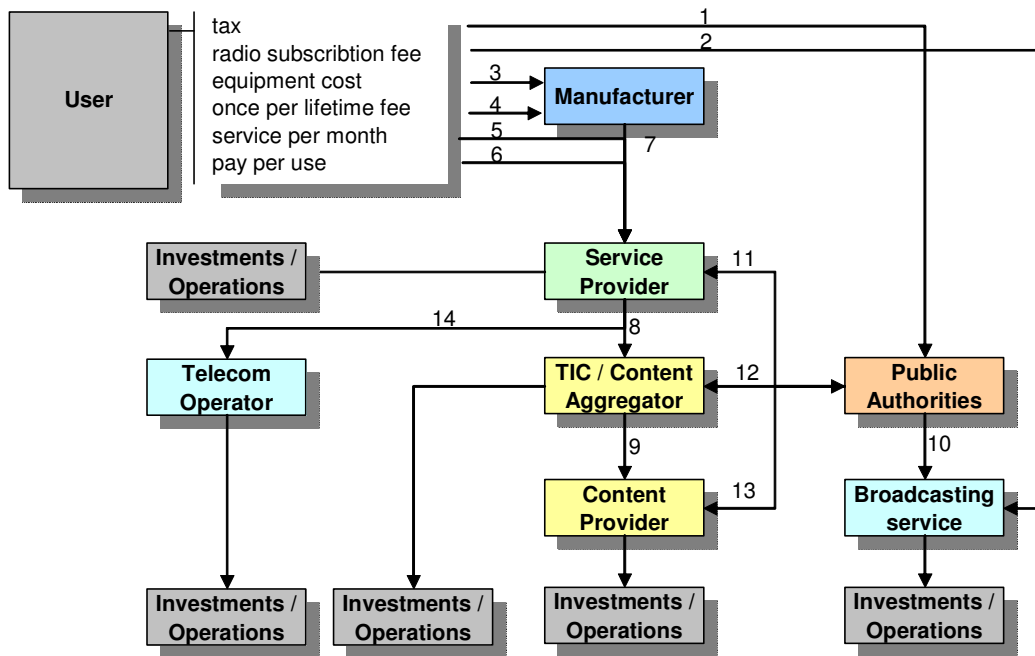 1
tax
2
radio subscribtion fee
3
equipment cost
User
Manufacturer
once per lifetime fee
4
service per month
5
7
pay per use
6
Investments /
Operations
Service
Provider
11
14
8
Telecom
Operator
TIC / Content
Aggregator
12
Public
Authorities
9
10
Content
Provider
13
Broadcasting
service
Investments /
Operations
Investments /
Operations
Investments /
Operations
Investments /
Operations